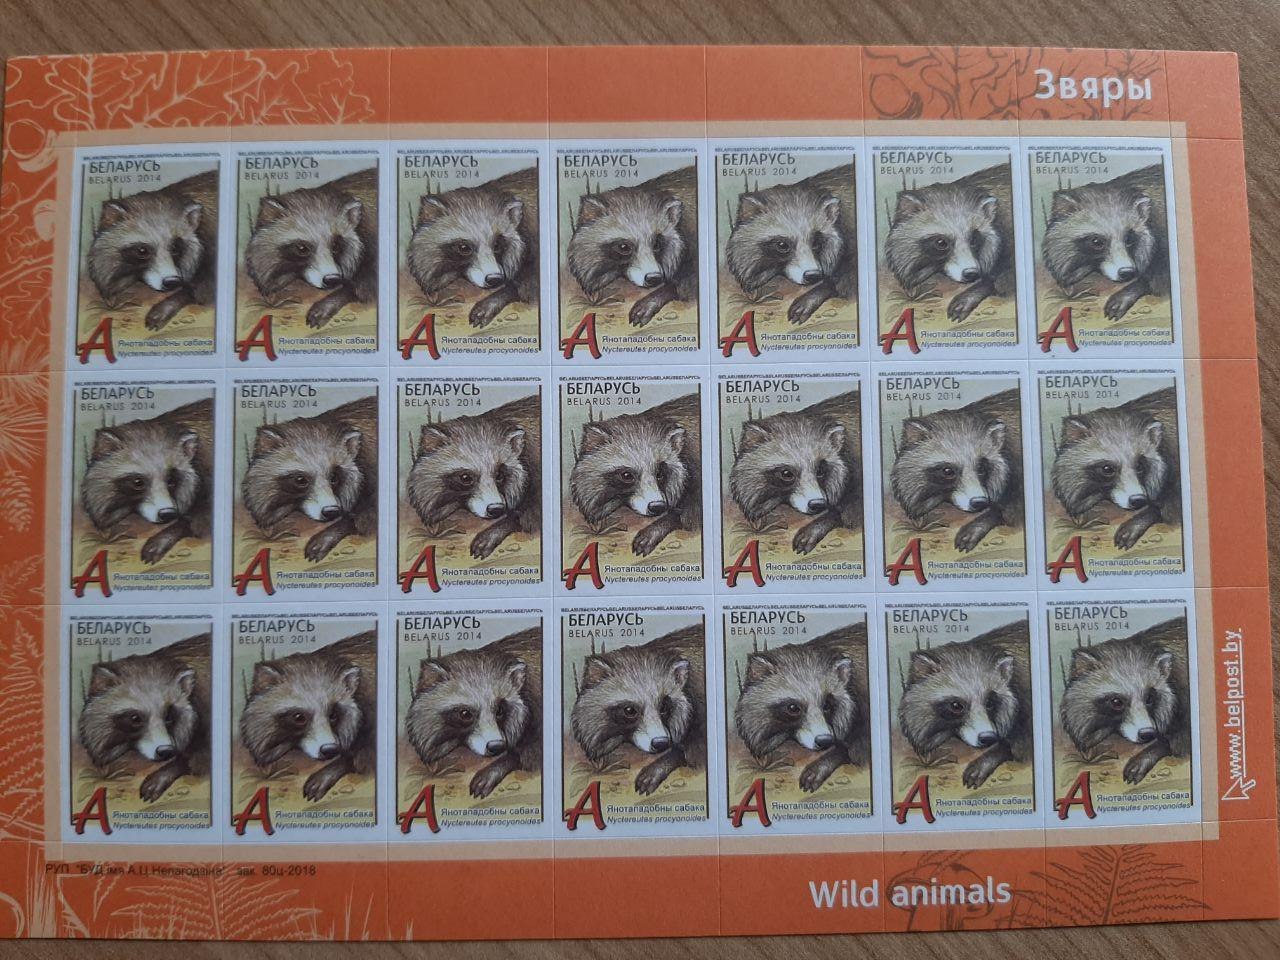 Звяры
БЕЛАРУСЬ БЕЛАРУСЬ БЕЛАРУСЬ БЕЛАРУСЬ БЕЛАРУСЬ БЕЛАРУСЬ БЕЛАРУСЬ
BELARUS 2014 BELARUS 2014 BELARUS 2014 BELARUS 2014 BELARUS 2014 BELARUS 2014 BELARUS 2014
A A A A A A A
Янотападобны сабака Янотападобны сабака Янотападобны сабака Янотападобны сабака Янотападобны сабака Янотападобны сабака Янотападобны сабака
Nyctereutes procyonoides Nyctereutes procyonoides Nyctereutes procyonoides Nyctereutes procyonoides Nyctereutes procyonoides Nyctereutes procyonoides Nyctereutes procyonoides
БЕЛАРУСЬ БЕЛАРУСЬ БЕЛАРУСЬ БЕЛАРУСЬ БЕЛАРУСЬ БЕЛАРУСЬ БЕЛАРУСЬ
BELARUS 2014 BELARUS 2014 BELARUS 2014 BELARUS 2014 BELARUS 2014 BELARUS 2014 BELARUS 2014
A A A A A A A
Янотападобны сабака Янотападобны сабака Янотападобны сабака Янотападобны сабака Янотападобны сабака Янотападобны сабака Янотападобны сабака
Nyctereutes procyonoides Nyctereutes procyonoides Nyctereutes procyonoides Nyctereutes procyonoides Nyctereutes procyonoides Nyctereutes procyonoides Nyctereutes procyonoides
БЕЛАРУСЬ БЕЛАРУСЬ БЕЛАРУСЬ БЕЛАРУСЬ БЕЛАРУСЬ БЕЛАРУСЬ БЕЛАРУСЬ
BELARUS 2014 BELARUS 2014 BELARUS 2014 BELARUS 2014 BELARUS 2014 BELARUS 2014 BELARUS 2014
A A A A A A A
Янотападобны сабака Янотападобны сабака Янотападобны сабака Янотападобны сабака Янотападобны сабака Янотападобны сабака Янотападобны сабака
Nyctereutes procyonoides Nyctereutes procyonoides Nyctereutes procyonoides Nyctereutes procyonoides Nyctereutes procyonoides Nyctereutes procyonoides Nyctereutes procyonoides
www.belpost.by
РУП "БУД імя А.Ц.Непагодзіна" зак. 80ц-2018
Wild animals